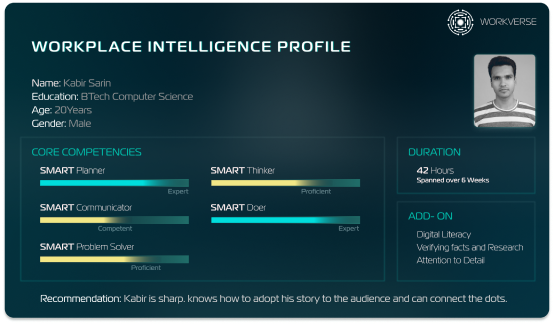 WORKVERSE
WORKPLACE INTELLIGENCE PROFILE
Name: Kabir Sarin
Education: BTech Computer Science
Age: 20Years
Gender: Male
CORE COMPETENCIES
SMART Planner
Expert
SMART Thinker
Proficient
SMART Communicator
Competent
SMART Doer
Expert
SMART Problem Solver
Proficient
DURATION
42 Hours
Spanned over 6 Weeks
ADD- ON
Digital Literacy
Verifying facts and Research
Attention to Detail
Recommendation: Kabir is sharp. knows how to adopt his story to the audience and can connect the dots.